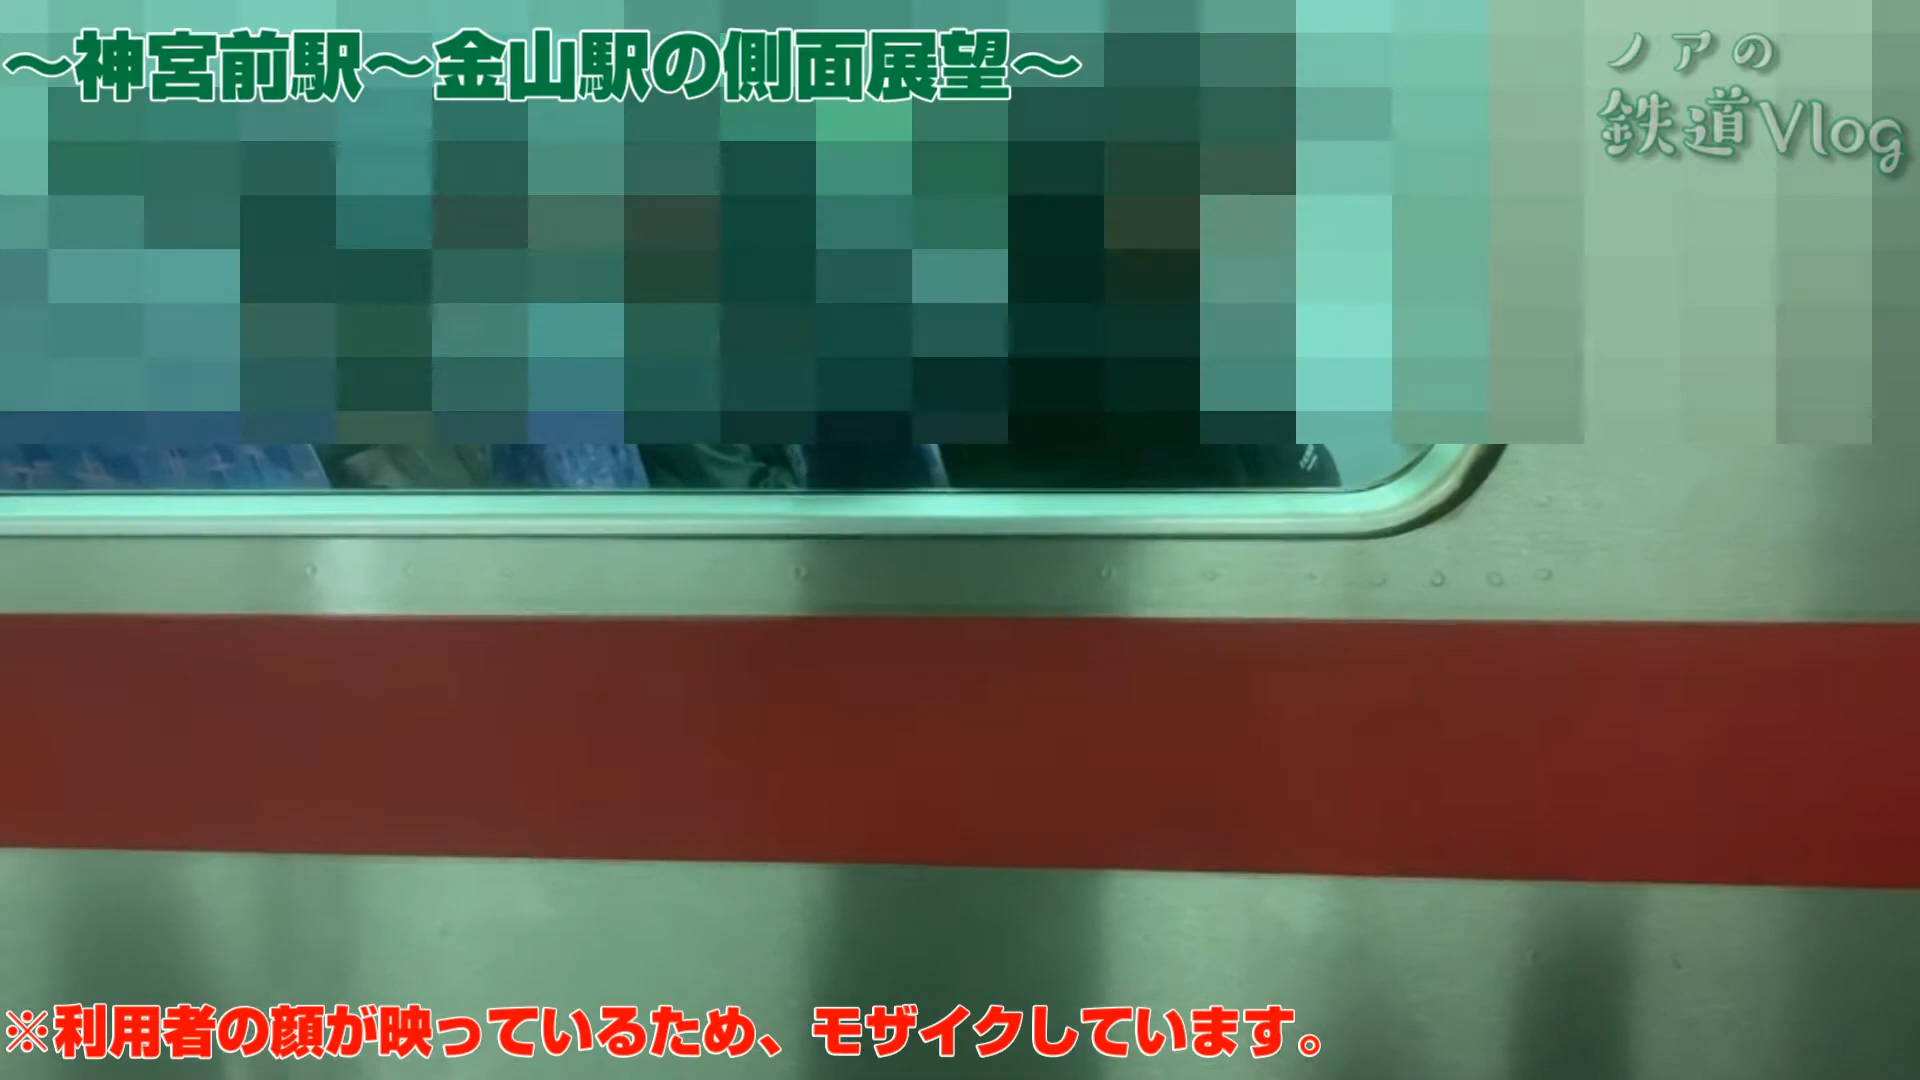 ～神宮前駅～金山駅の側面展望～
ノアの
鉄道Vlog
※利用者の顔が映っているため、モザイクしています。